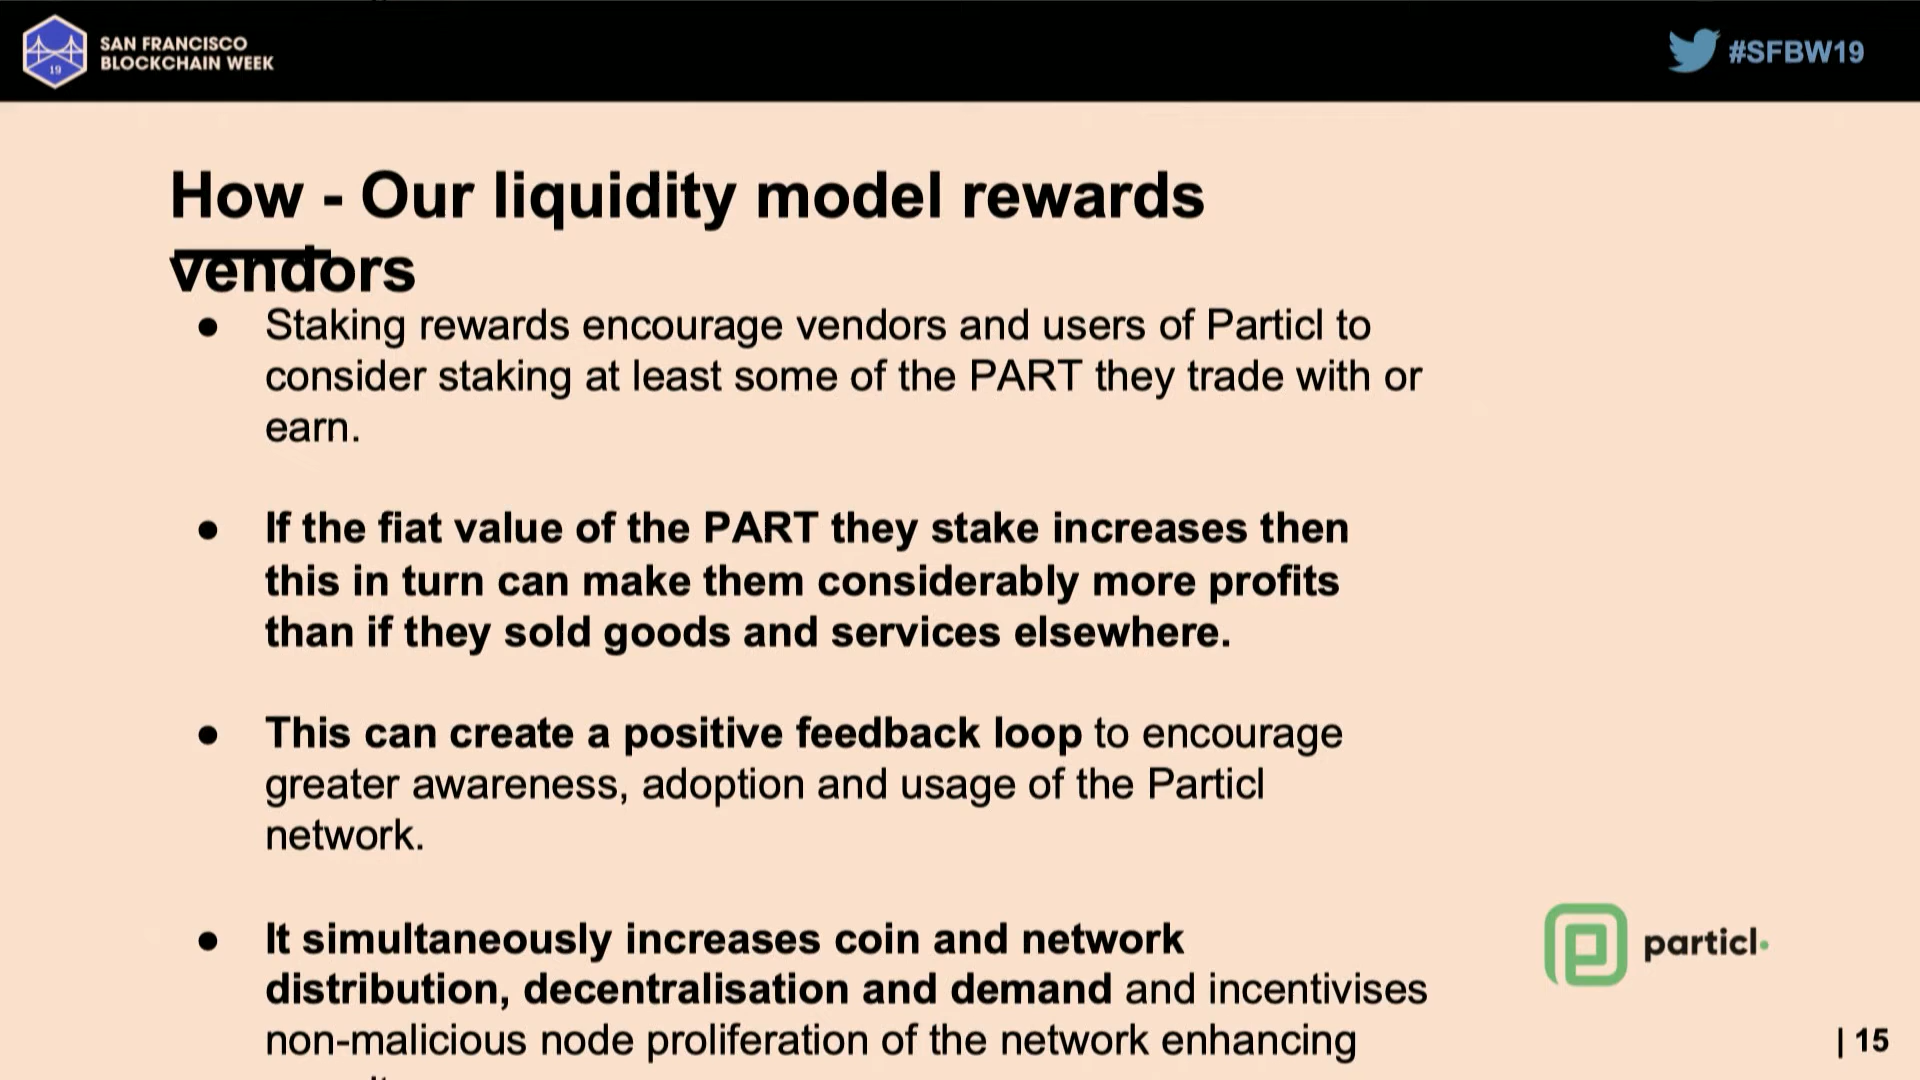 SAN FRANCISCO
BLOCKCHAIN WEEK
19
#SFBW19
How - Our liquidity model rewards
vendors
● Staking rewards encourage vendors and users of Particl to
consider staking at least some of the PART they trade with or
earn.
● If the fiat value of the PART they stake increases then
this in turn can make them considerably more profits
than if they sold goods and services elsewhere.
● This can create a positive feedback loop to encourage
greater awareness, adoption and usage of the Particl
network.
● It simultaneously increases coin and network
distribution, decentralisation and demand and incentivises
non-malicious node proliferation of the network enhancing
particl
| 15